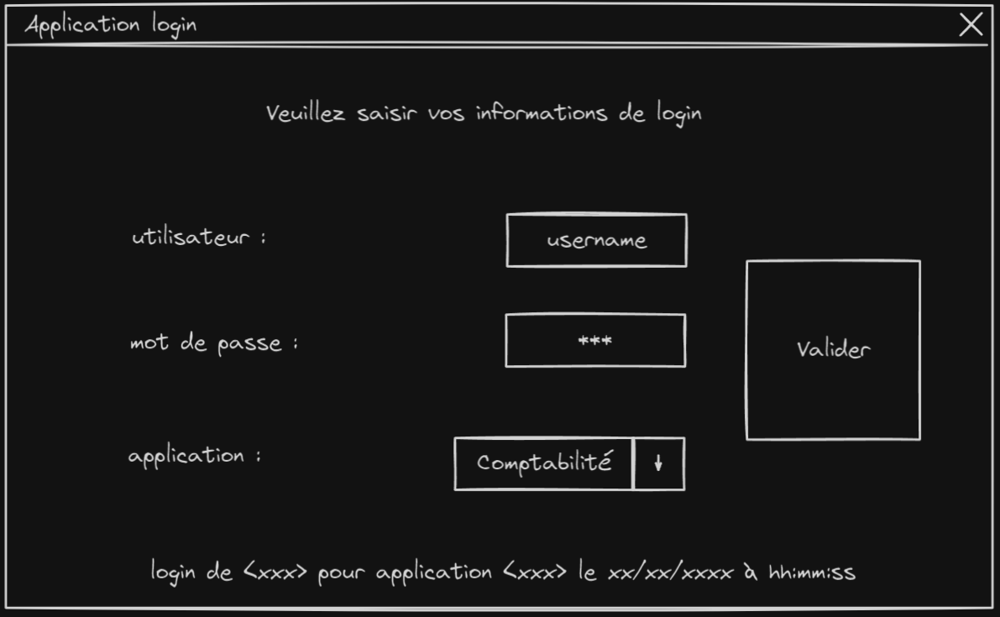 Application login
Veuillez saisir vos informations de login
utilisateur :
username
mot de passe :
***
Valider
application :
Comptabilité
login de <xxx> pour application <xxx> le xx/xx/xxxx à hh:mm:ss